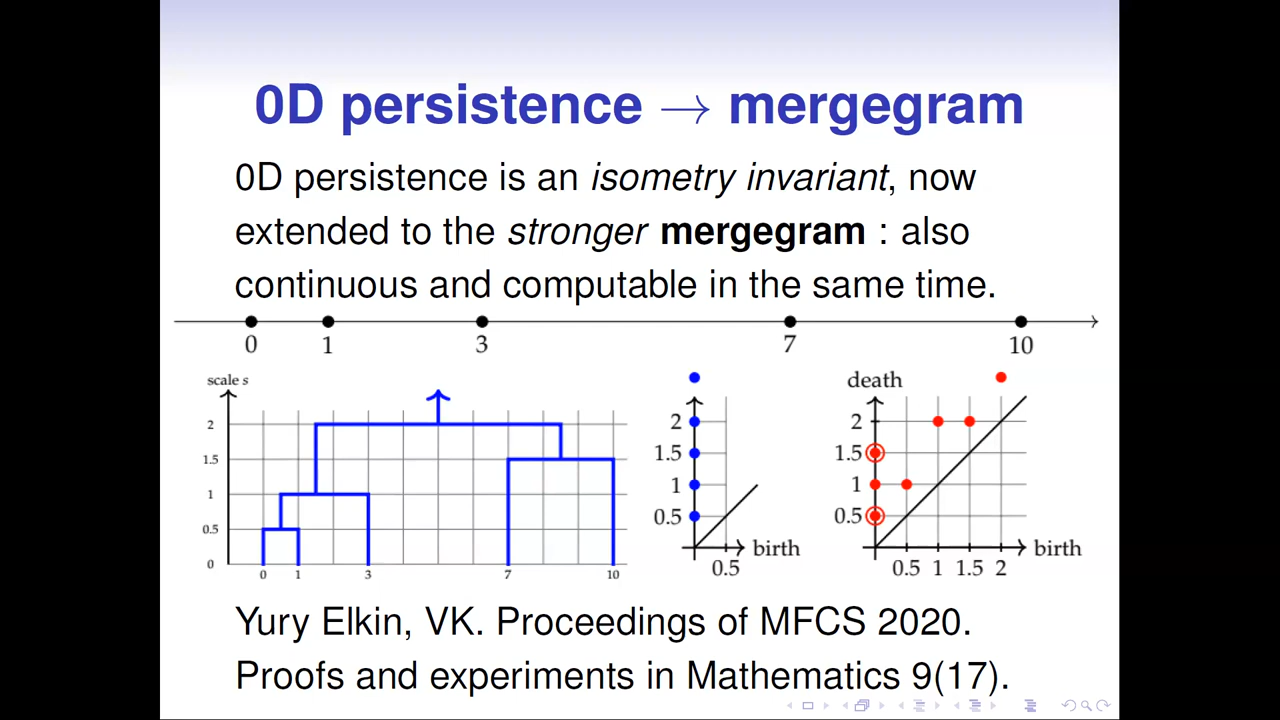 0D persistence → mergegram
0D persistence is an isometry invariant, now
extended to the stronger mergegram : also
continuous and computable in the same time.
0 1 3 7 10
scale s
2
1.5
1
0.5
0
0 1 3 7 10
2
1.5
1
0.5
birth
0.5
death
2
1.5
1
0.5
birth
0.5 1 1.5 2
Yury Elkin, VK. Proceedings of MFCS 2020.
Proofs and experiments in Mathematics 9(17).